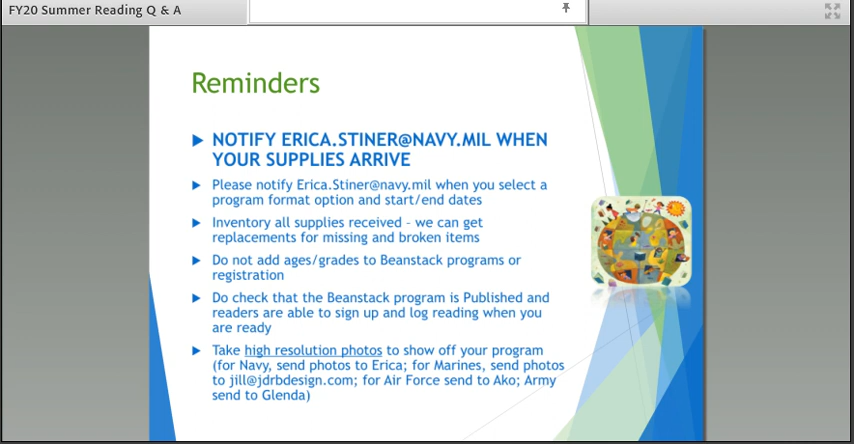 FY20 Summer Reading Q & A
Reminders
NOTIFY ERICA.STINER@NAVY.MIL WHEN
YOUR SUPPLIES ARRIVE
Please notify Erica.Stiner@navy.mil when you select a
program format option and start/end dates
Inventory all supplies received – we can get
replacements for missing and broken items
Do not add ages/grades to Beanstack programs or
registration
Do check that the Beanstack program is Published and
readers are able to sign up and log reading when you
are ready
Take high resolution photos to show off your program
(for Navy, send photos to Erica; for Marines, send photos
to jill@jdrbdesign.com; for Air Force send to Ako; Army
send to Glenda)